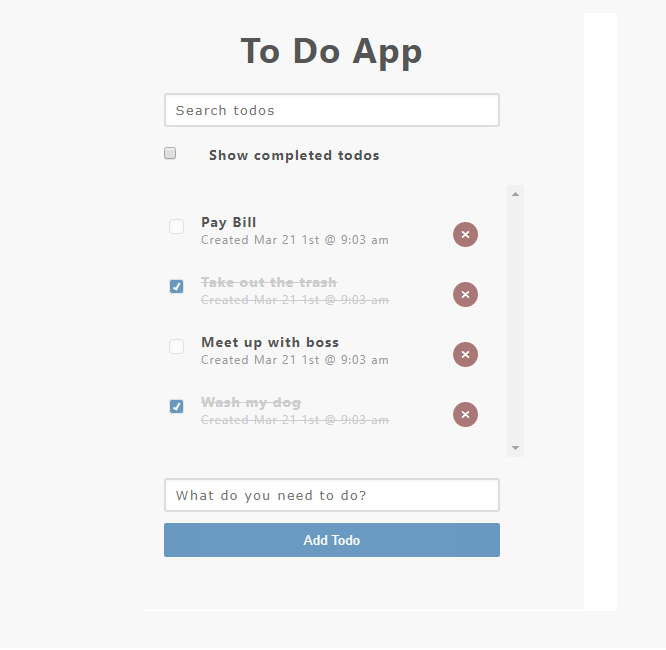 To Do App
Search todos
Show completed todos
Pay Bill
Created Mar 21 1st @ 9:03 am
Take out the trash
Created Mar 21 1st @ 9:03 am
Meet up with boss
Created Mar 21 1st @ 9:03 am
Wash my dog
Created Mar 21 1st @ 9:03 am
What do you need to do?
Add Todo